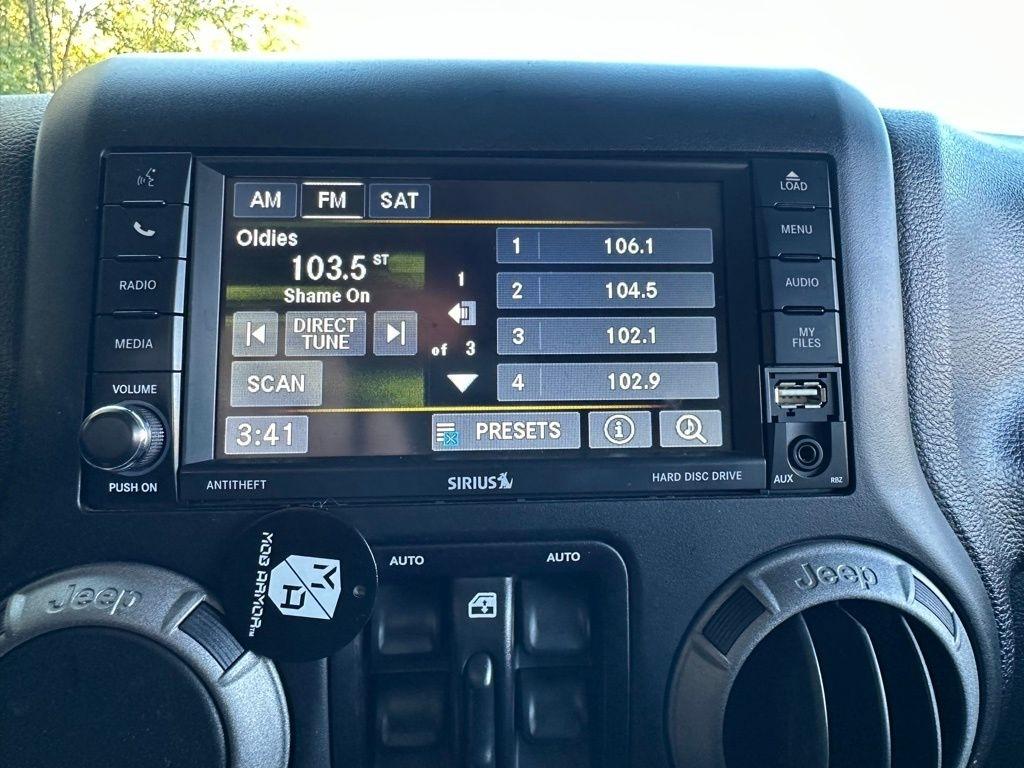 AM FM SAT
Oldies
103.5 ST
Shame On
DIRECT
TUNE
SCAN
3:41
1
of 3
1 106.1
2 104.5
3 102.1
4 102.9
PRESETS
RADIO
MEDIA
VOLUME
PUSH ON
LOAD
MENU
AUDIO
MY
FILES
AUX
RBZ
ANTITHEFT
SIRIUS
HARD DISC DRIVE
MOB ARMOR™
AUTO
AUTO
Jeep
Jeep